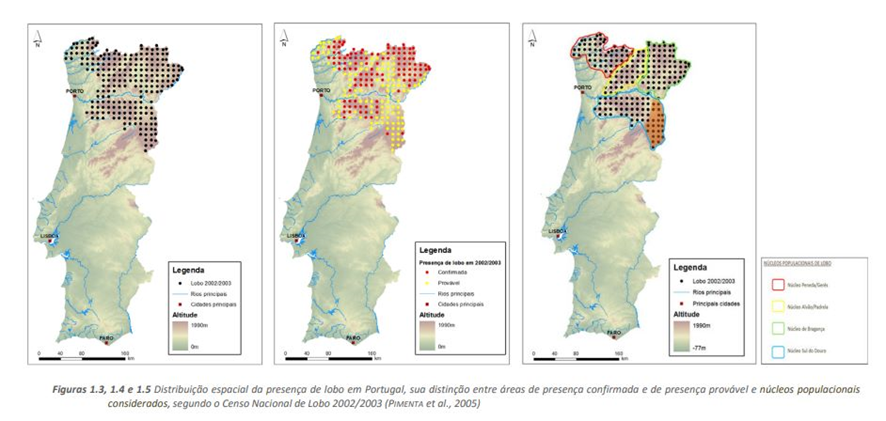 N
PORTO
LISBOA
FARO
Legenda
Lobo 2002/2003
Rios principais
Cidades principais
Altitude
1990m
0m
0 40 80 160
km
N
PORTO
LISBOA
FARO
Legenda
Presença de lobo em 2002/2003
Confirmada
Provável
Rios principais
Cidades principais
Altitude
1990m
0m
0 40 80 160
km
N
PORTO
LISBOA
FARO
Legenda
Lobo 2002/2003
Rios principais
Principais cidades
Altitude
1990m
-77m
0 40 80 160
km
NÚCLEOS POPULACIONAIS DE LOBO
Núcleo Peneda/Gerês
Núcleo Alvão/Padrela
Núcleo de Bragança
Núcleo Sul do Douro
Figuras 1.3, 1.4 e 1.5 Distribuição espacial da presença de lobo em Portugal, sua distinção entre áreas de presença confirmada e de presença provável e núcleos populacionais
considerados, segundo o Censo Nacional de Lobo 2002/2003 (PIMENTA et al., 2005)